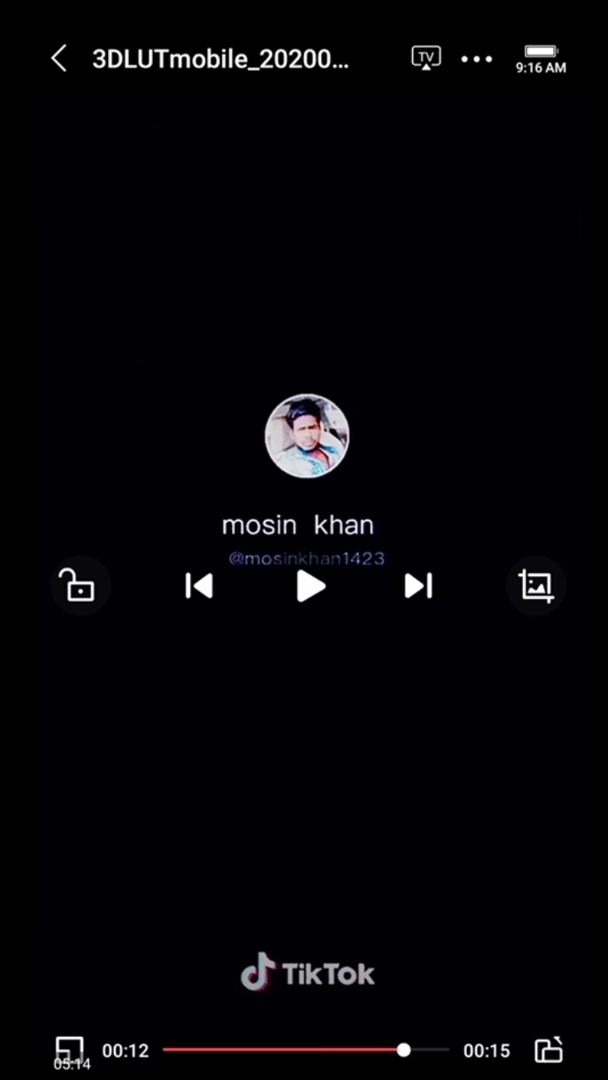 3DLUTmobile_20200...
TV
9:16 AM
mosin khan
@mosinkhan1423
TikTok
00:12
00:15
05:14